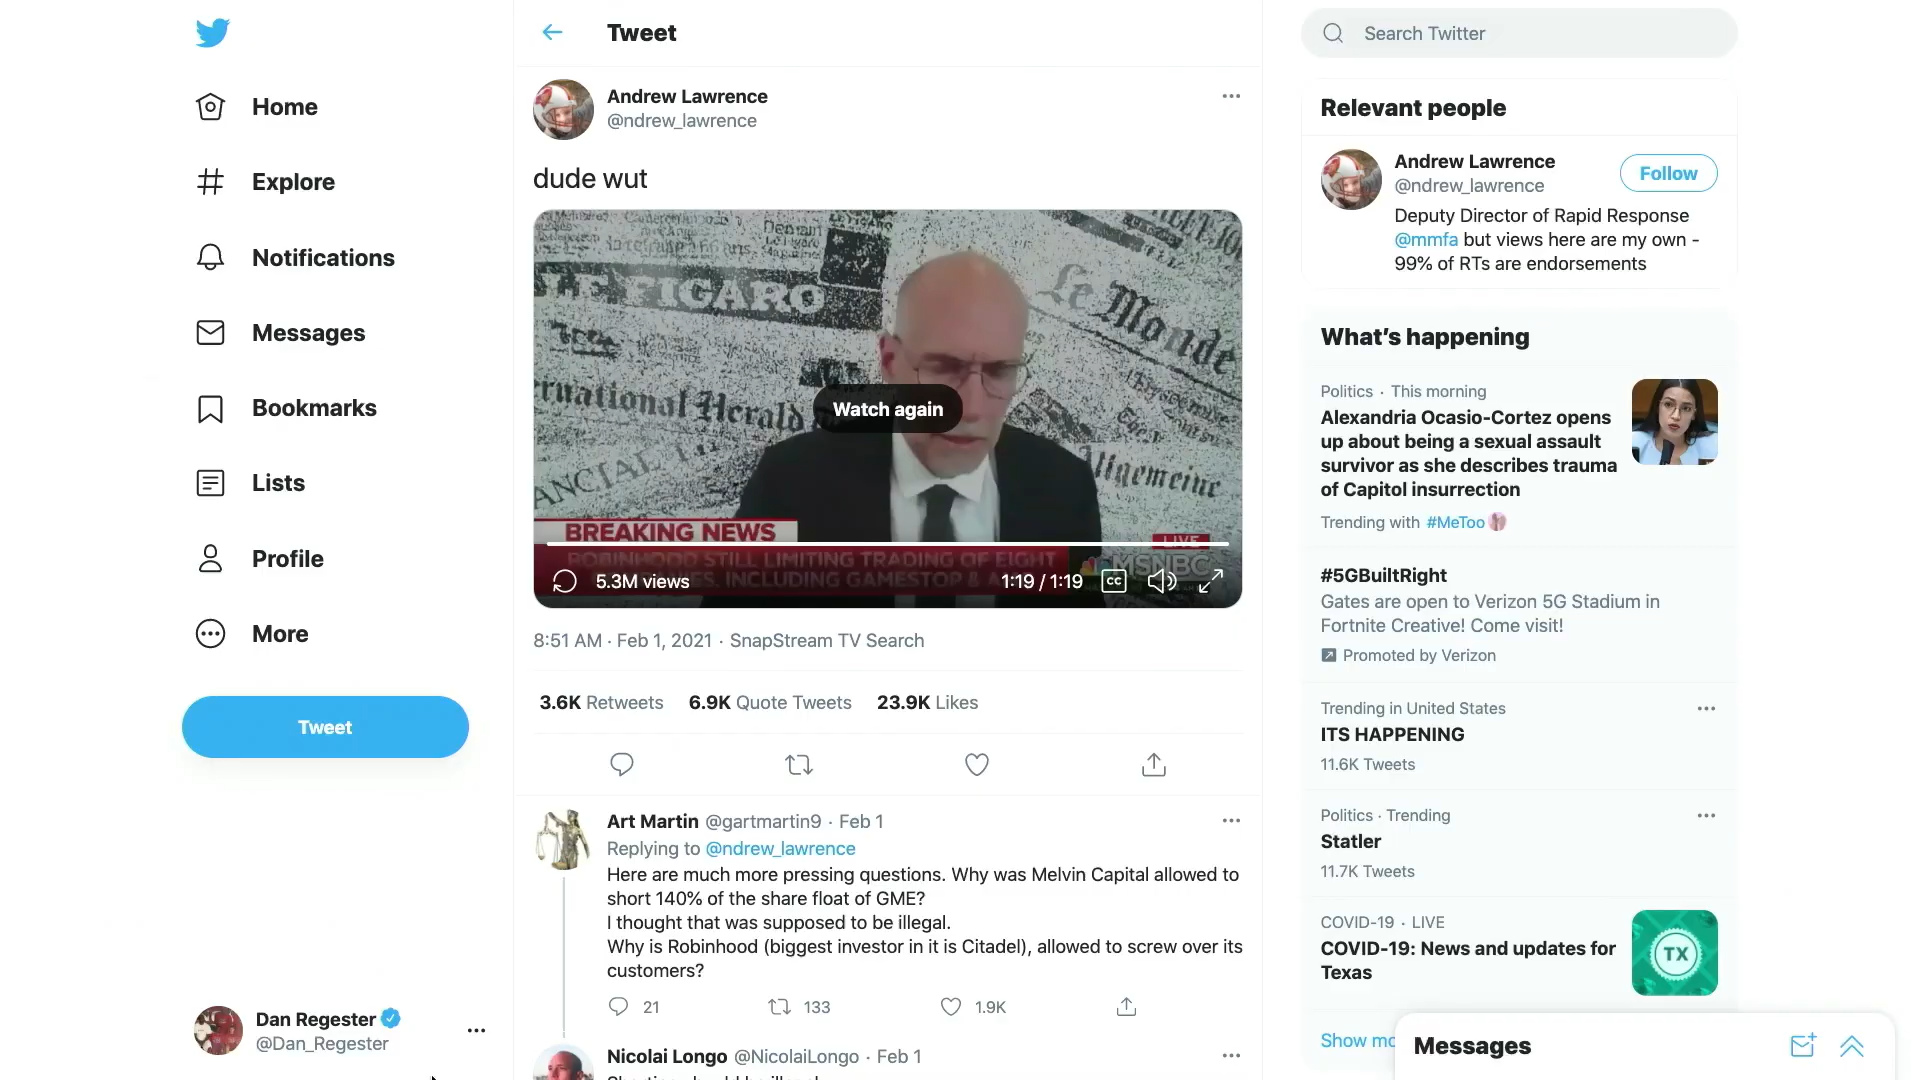 Home
Explore
Notifications
Messages
Bookmarks
Lists
Profile
More
Tweet
Dan Regester
@Dan_Regester
Tweet
Andrew Lawrence
@ndrew_lawrence
dude wut
LE FIGARO
Le Monde
Herald
Allgemeine
Watch again
BREAKING NEWS
LIVE
ROBINHOOD STILL LIMITING TRADING OF EIGHT
INCLUDING GAMESTOP & A
MSNBC
5.3M views
1:19 / 1:19
CC
8:51 AM · Feb 1, 2021 · SnapStream TV Search
3.6K Retweets 6.9K Quote Tweets 23.9K Likes
Art Martin @gartmartin9 · Feb 1
Replying to @ndrew_lawrence
Here are much more pressing questions. Why was Melvin Capital allowed to
short 140% of the share float of GME?
I thought that was supposed to be illegal.
Why is Robinhood (biggest investor in it is Citadel), allowed to screw over its
customers?
21 133 1.9K
Nicolai Longo @NicolaiLongo · Feb 1
Search Twitter
Relevant people
Andrew Lawrence
@ndrew_lawrence
Follow
Deputy Director of Rapid Response
@mmfa but views here are my own -
99% of RTs are endorsements
What's happening
Politics · This morning
Alexandria Ocasio-Cortez opens
up about being a sexual assault
survivor as she describes trauma
of Capitol insurrection
Trending with #MeToo
#5GBuiltRight
Gates are open to Verizon 5G Stadium in
Fortnite Creative! Come visit!
Promoted by Verizon
Trending in United States
ITS HAPPENING
11.6K Tweets
Politics · Trending
Statler
11.7K Tweets
COVID-19 · LIVE
COVID-19: News and updates for
Texas
TX
Show mo
Messages